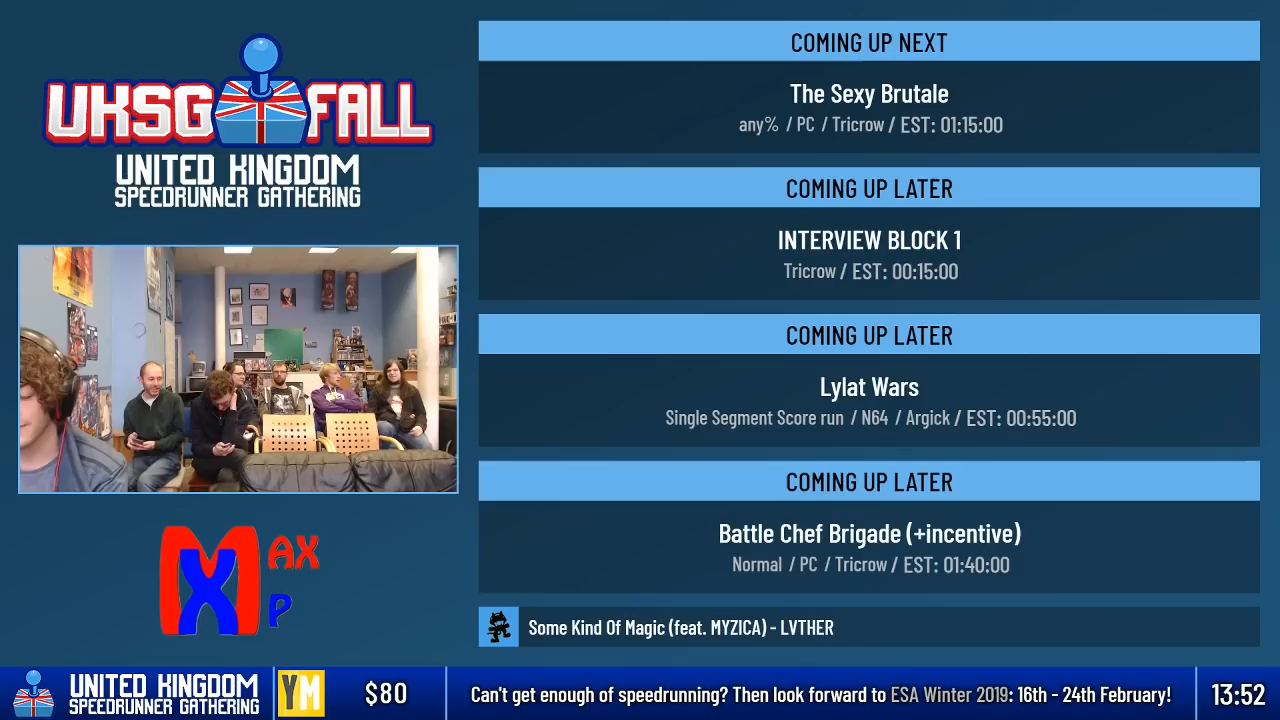 UKSG FALL
UNITED KINGDOM
SPEEDRUNNER GATHERING
MAX
XP
COMING UP NEXT
The Sexy Brutale
any% / PC / Tricrow / EST: 01:15:00
COMING UP LATER
INTERVIEW BLOCK 1
Tricrow / EST: 00:15:00
COMING UP LATER
Lylat Wars
Single Segment Score run / N64 / Argick / EST: 00:55:00
COMING UP LATER
Battle Chef Brigade (+incentive)
Normal / PC / Tricrow / EST: 01:40:00
Some Kind Of Magic (feat. MYZICA) - LVTHER
UNITED KINGDOM
SPEEDRUNNER GATHERING
YM
$80
Can't get enough of speedrunning? Then look forward to ESA Winter 2019: 16th - 24th February!
13:52